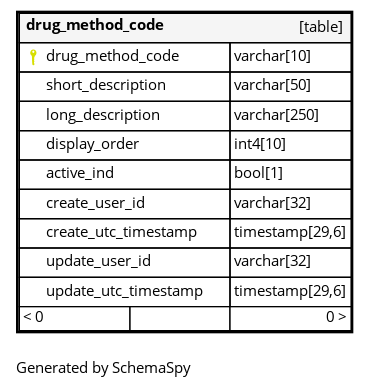 drug_method_code [table]
drug_method_code varchar[10]
short_description varchar[50]
long_description varchar[250]
display_order int4[10]
active_ind bool[1]
create_user_id varchar[32]
create_utc_timestamp timestamp[29,6]
update_user_id varchar[32]
update_utc_timestamp timestamp[29,6]
< 0 0 >
Generated by SchemaSpy